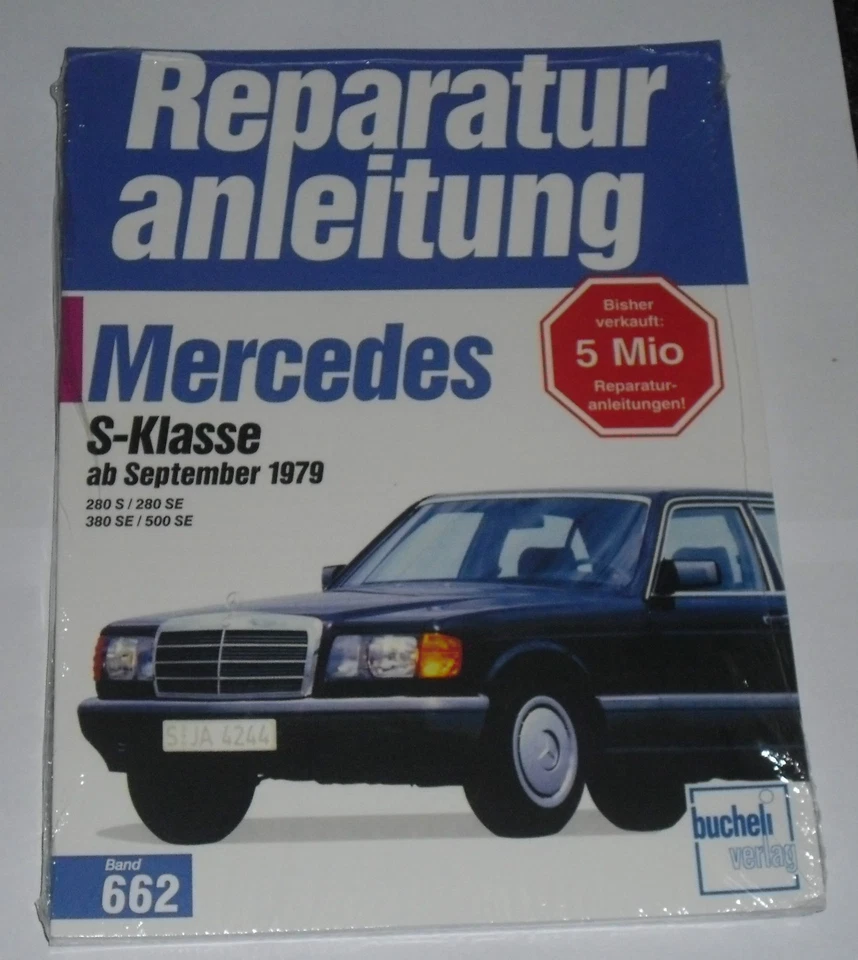 Reparatur
anleitung
Bisher
verkauft:
5 Mio
Reparatur-
anleitungen!
Mercedes
S-Klasse
ab September 1979
280 S / 280 SE
380 SE / 500 SE
S JA 4244
Band
662
bucheli
verlag